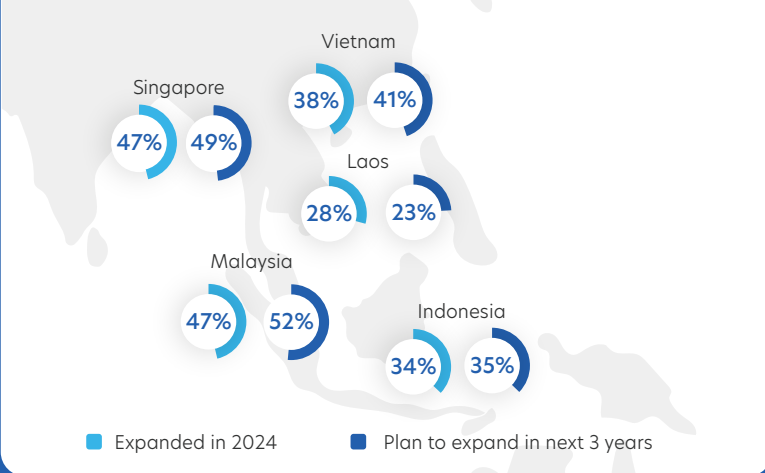 Vietnam
38% 41%
Singapore
47% 49%
Laos
28% 23%
Malaysia
47% 52%
Indonesia
34% 35%
Expanded in 2024 Plan to expand in next 3 years